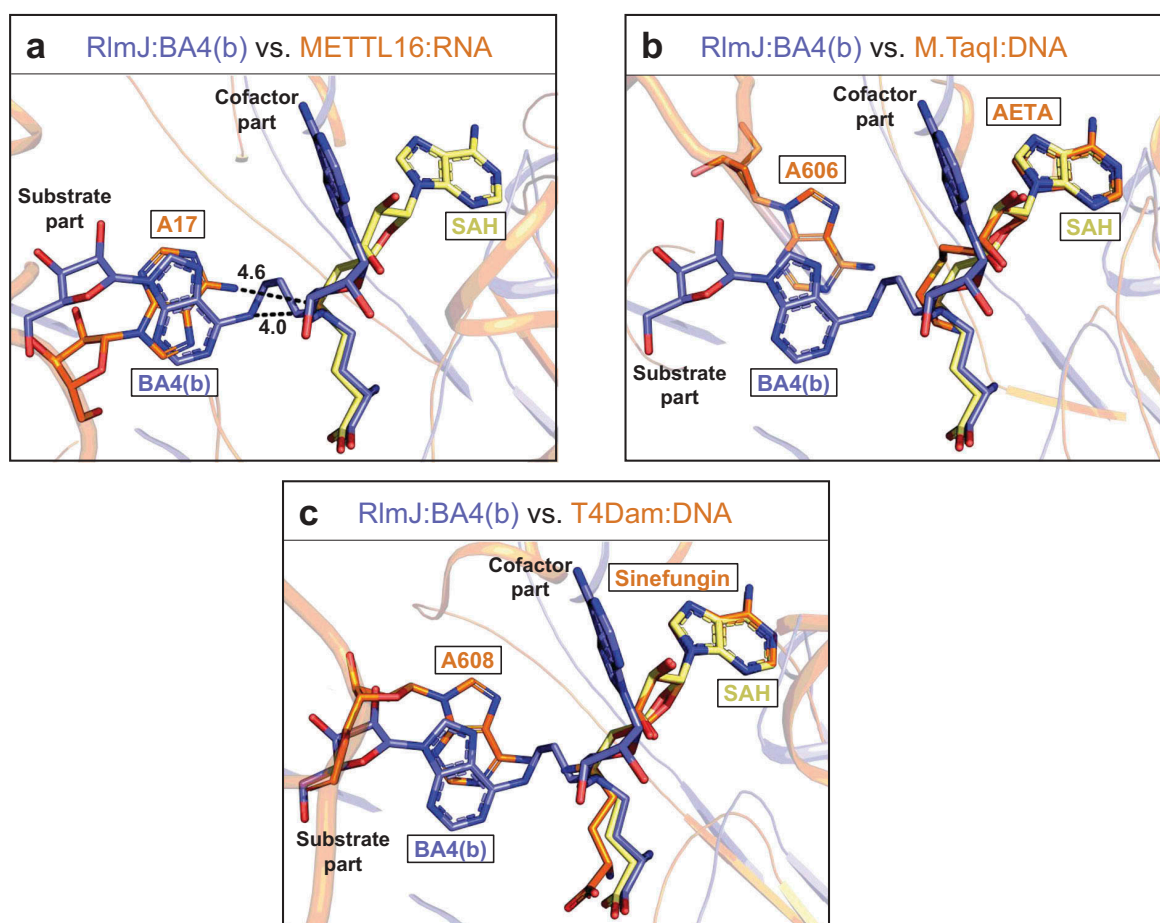 a RlmJ:BA4(b) vs. METTL16:RNA
Cofactor
part
Substrate
part
A17
SAH
4.6
4.0
BA4(b)
b RlmJ:BA4(b) vs. M.TaqI:DNA
Cofactor
part
AETA
A606
SAH
Substrate
part
BA4(b)
c RlmJ:BA4(b) vs. T4Dam:DNA
Cofactor
part
Sinefungin
A608
SAH
Substrate
part
BA4(b)